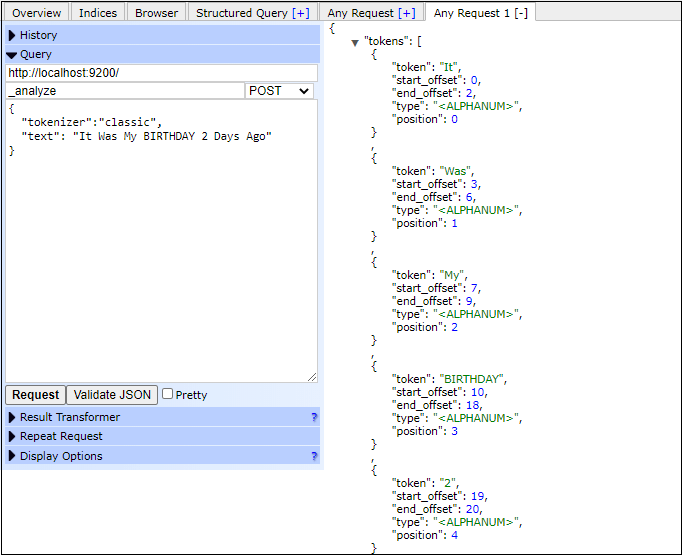 Overview Indices Browser Structured Query [+] Any Request [+] Any Request 1 [-]
History
Query
http://localhost:9200/
_analyze POST
{
"tokenizer":"classic",
"text": "It Was My BIRTHDAY 2 Days Ago"
}
Request Validate JSON Pretty
Result Transformer ?
Repeat Request
Display Options ?
{
"tokens": [
{
"token": "It",
"start_offset": 0,
"end_offset": 2,
"type": "<ALPHANUM>",
"position": 0
}
,
{
"token": "Was",
"start_offset": 3,
"end_offset": 6,
"type": "<ALPHANUM>",
"position": 1
}
,
{
"token": "My",
"start_offset": 7,
"end_offset": 9,
"type": "<ALPHANUM>",
"position": 2
}
,
{
"token": "BIRTHDAY",
"start_offset": 10,
"end_offset": 18,
"type": "<ALPHANUM>",
"position": 3
}
,
{
"token": "2",
"start_offset": 19,
"end_offset": 20,
"type": "<ALPHANUM>",
"position": 4
}